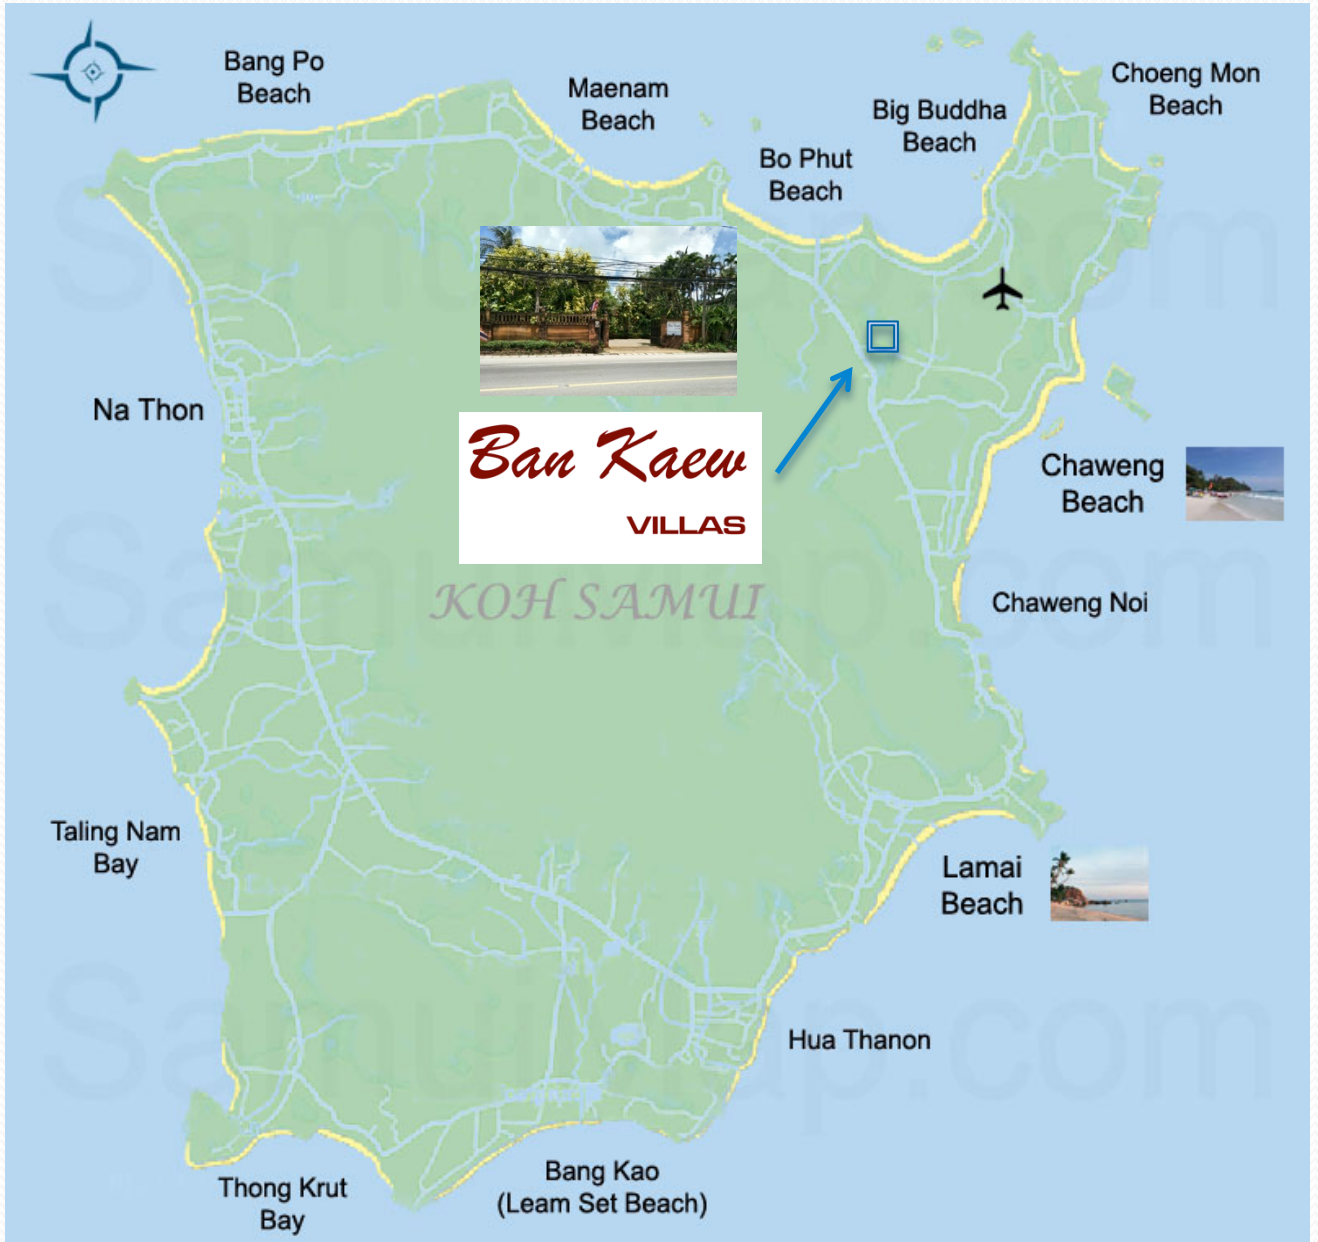 Bang Po
Beach
Maenam
Beach
Bo Phut
Beach
Big Buddha
Beach
Choeng Mon
Beach
Na Thon
Ban Kaew
VILLAS
Chaweng
Beach
KOH SAMUI
Chaweng Noi
Taling Nam
Bay
Lamai
Beach
Hua Thanon
Thong Krut
Bay
Bang Kao
(Leam Set Beach)